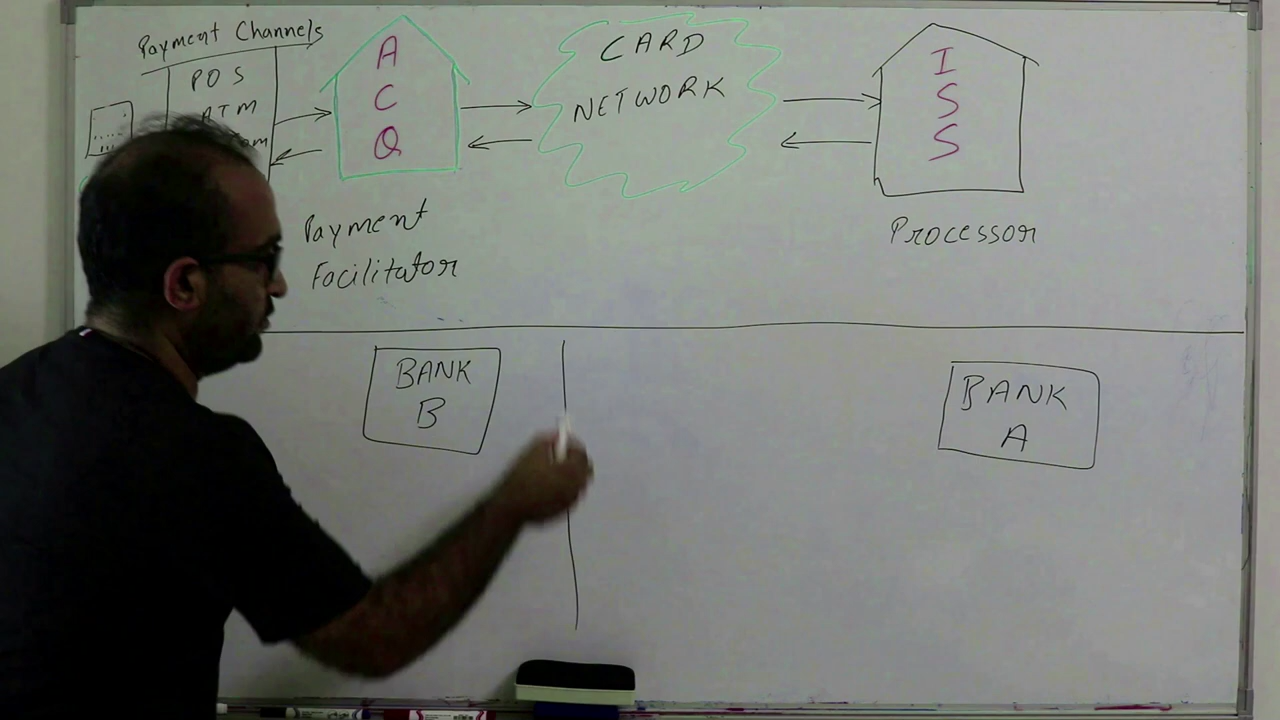 Payment Channels
POS
ATM
A
C
Q
CARD
NETWORK
I
S
S
Payment
Facilitator
Processor
BANK
B
BANK
A